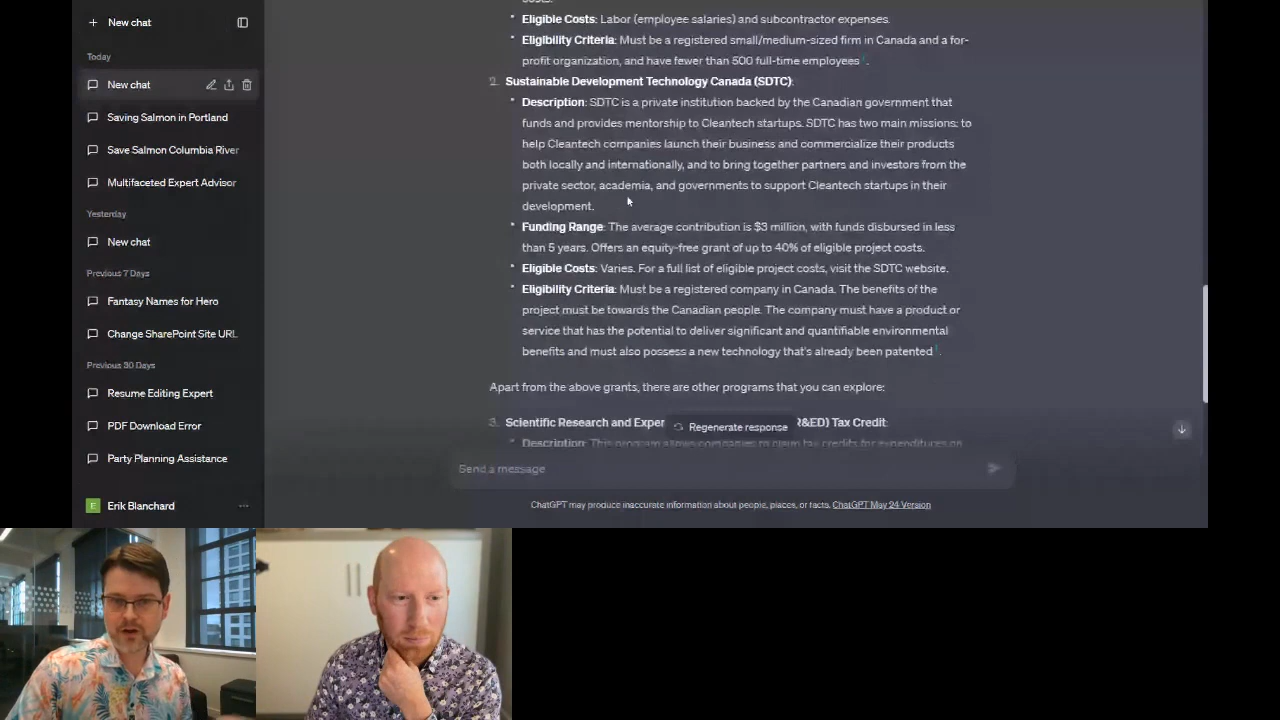 New chat
Today
New chat
Saving Salmon in Portland
Save Salmon Columbia River
Multifaceted Expert Advisor
Yesterday
New chat
Previous 7 Days
Fantasy Names for Hero
Change SharePoint Site URL
Previous 30 Days
Resume Editing Expert
PDF Download Error
Party Planning Assistance
E Erik Blanchard
costs.
Eligible Costs: Labor (employee salaries) and subcontractor expenses.
Eligibility Criteria: Must be a registered small/medium-sized firm in Canada and a for-
profit organization, and have fewer than 500 full-time employees.
2. Sustainable Development Technology Canada (SDTC):
Description: SDTC is a private institution backed by the Canadian government that
funds and provides mentorship to Cleantech startups. SDTC has two main missions: to
help Cleantech companies launch their business and commercialize their products
both locally and internationally, and to bring together partners and investors from the
private sector, academia, and governments to support Cleantech startups in their
development.
Funding Range: The average contribution is $3 million, with funds disbursed in less
than 5 years. Offers an equity-free grant of up to 40% of eligible project costs.
Eligible Costs: Varies. For a full list of eligible project costs, visit the SDTC website.
Eligibility Criteria: Must be a registered company in Canada. The benefits of the
project must be towards the Canadian people. The company must have a product or
service that has the potential to deliver significant and quantifiable environmental
benefits and must also possess a new technology that's already been patented.
Apart from the above grants, there are other programs that you can explore:
3. Scientific Research and Exper R&ED) Tax Credit:
Regenerate response
Description: This program allows companies to claim tax credits for expenditures on
Send a message
ChatGPT may produce inaccurate information about people, places, or facts. ChatGPT May 24 Version